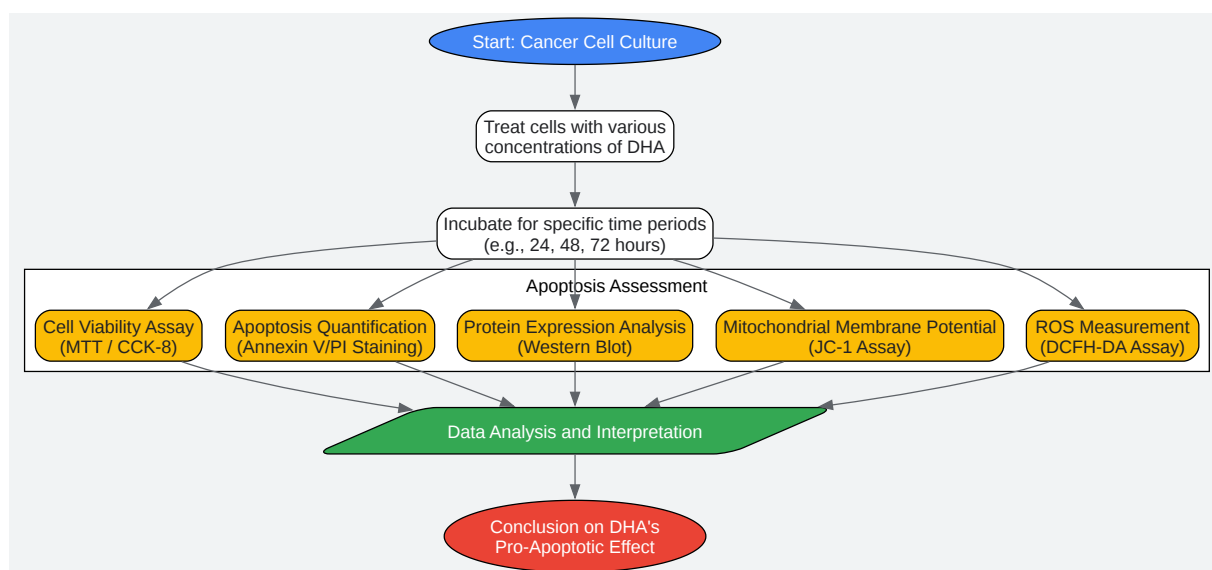 Start: Cancer Cell Culture
Treat cells with various
concentrations of DHA
Incubate for specific time periods
(e.g., 24, 48, 72 hours)
Apoptosis Assessment
Cell Viability Assay
(MTT / CCK-8)
Apoptosis Quantification
(Annexin V/PI Staining)
Protein Expression Analysis
(Western Blot)
Mitochondrial Membrane Potential
(JC-1 Assay)
ROS Measurement
(DCFH-DA Assay)
Data Analysis and Interpretation
Conclusion on DHA's
Pro-Apoptotic Effect